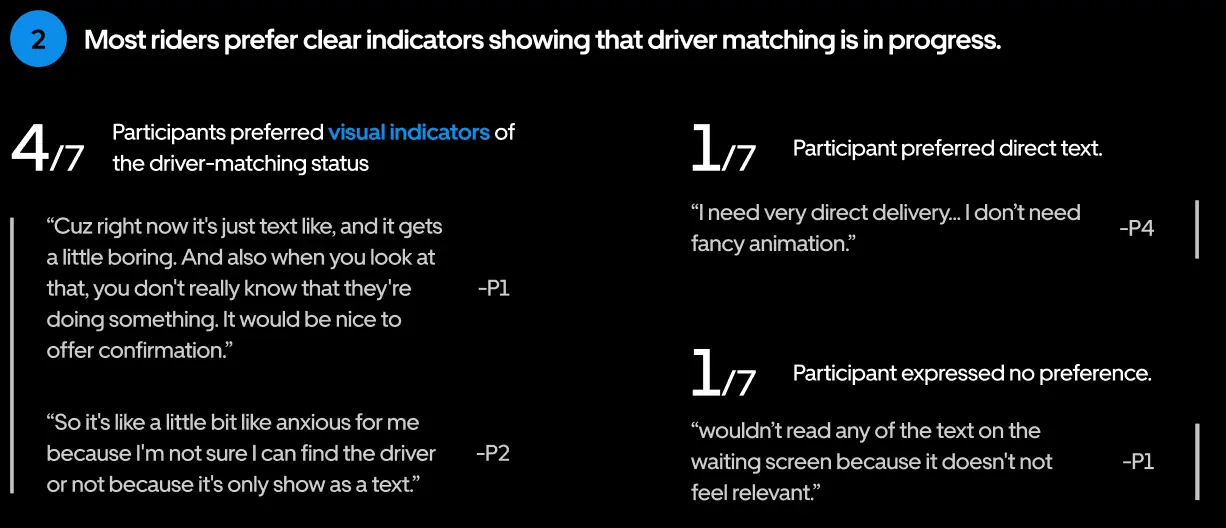 2
Most riders prefer clear indicators showing that driver matching is in progress.
4/7
Participants preferred visual indicators of
the driver-matching status
“Cuz right now it's just text like, and it gets
a little boring. And also when you look at
that, you don't really know that they're
doing something. It would be nice to
offer confirmation.”
-P1
“So it's like a little bit like anxious for me
because I'm not sure I can find the driver
or not because it's only show as a text.”
-P2
1/7
Participant preferred direct text.
“I need very direct delivery... I don’t need
fancy animation.”
-P4
1/7
Participant expressed no preference.
“wouldn’t read any of the text on the
waiting screen because it doesn't not
feel relevant.”
-P1